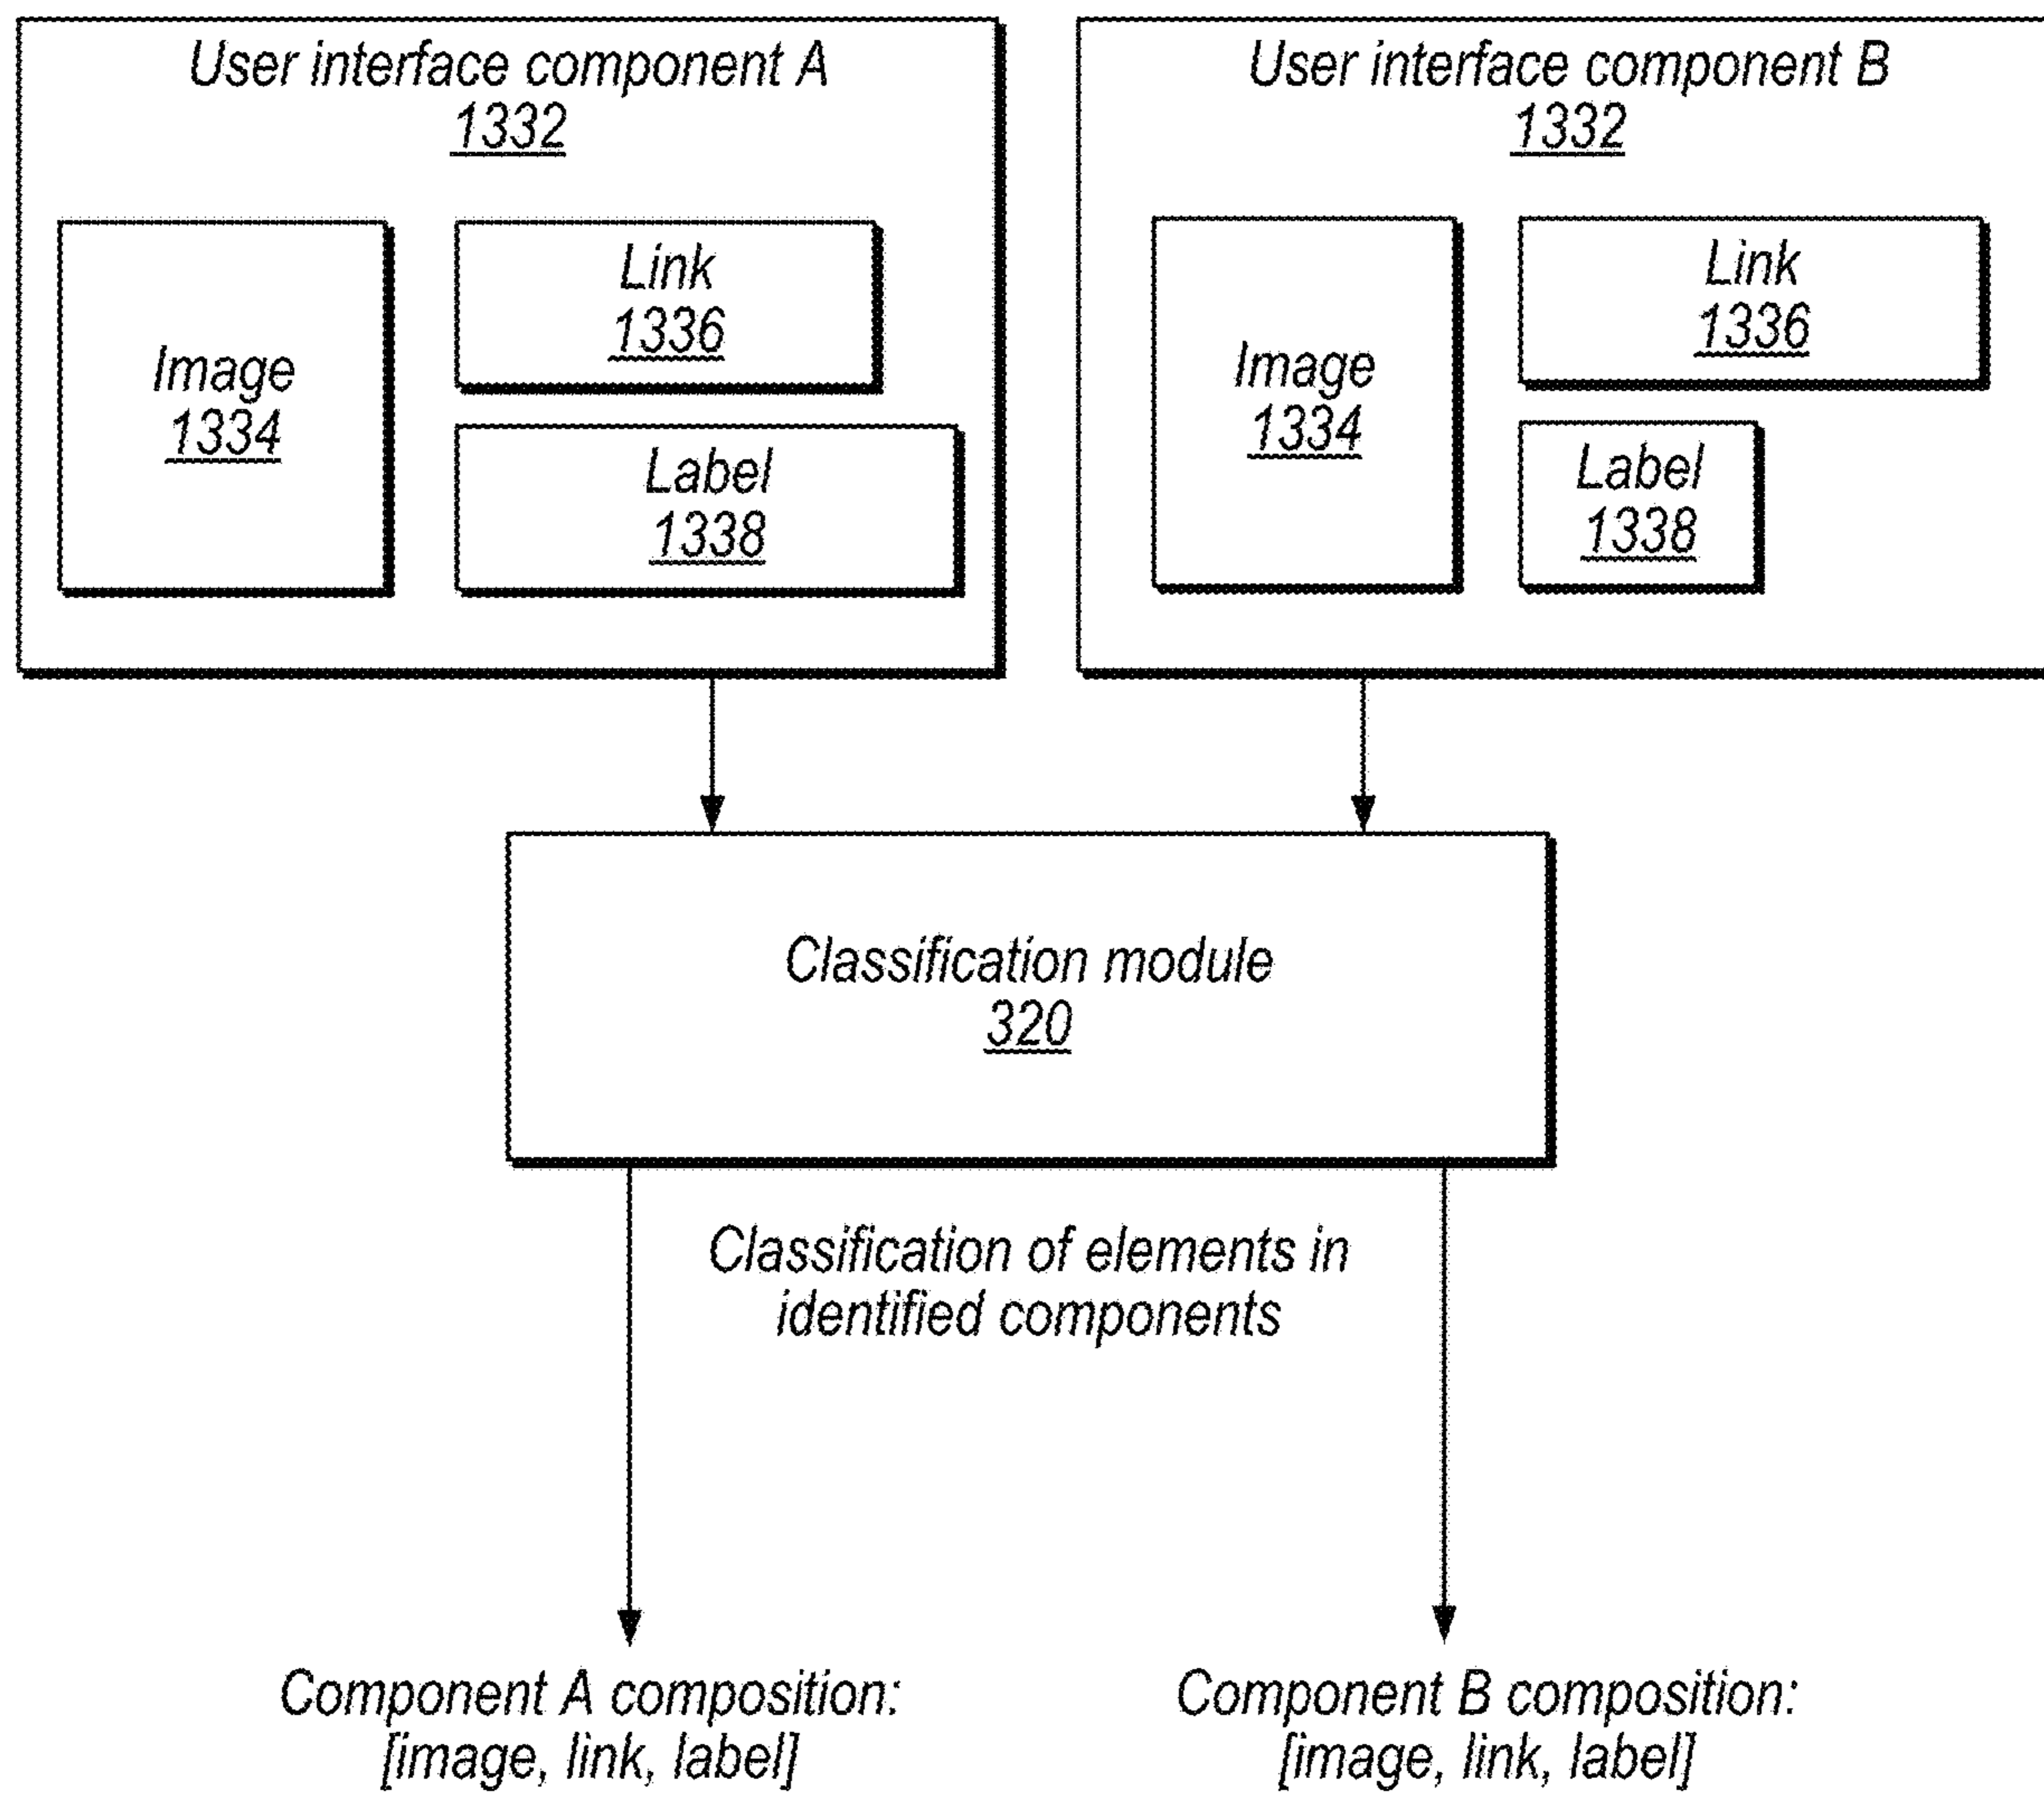 User interface component A
1332
Image
1334
Link
1336
Label
1338
User interface component B
1332
Image
1334
Link
1336
Label
1338
Classification module
320
Classification of elements in
identified components
Component A composition:
[image, link, label]
Component B composition:
[image, link, label]